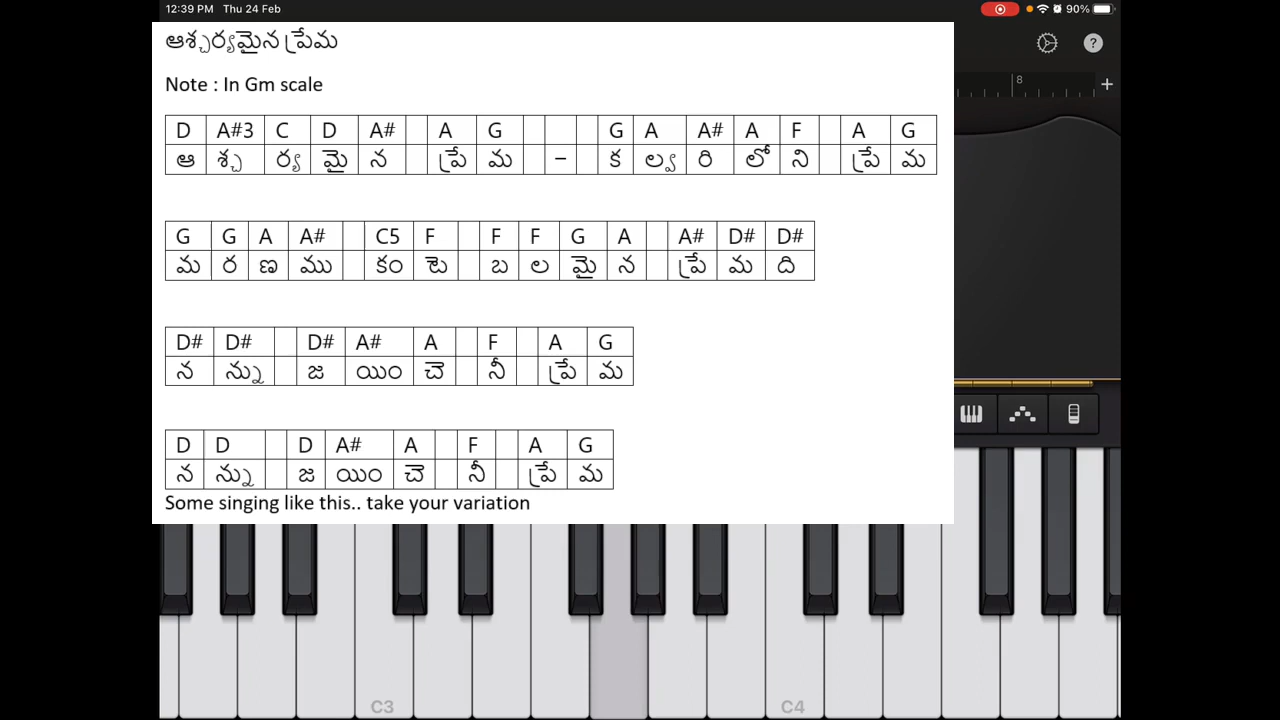 12:39 PM Thu 24 Feb 90%
ఆశ్చర్యమైన ప్రేమ
Note : In Gm scale
8
D A#3 C D A# A G G A A# A F A G
ఆ శ్చ ర్య మై న ప్రే మ – క ల్వ రి లో ని ప్రే మ
G G A A# C5 F F F G A A# D# D#
మ ర ణ ము కం టె బ ల మై న ప్రే మ ది
D# D# D# A# A F A G
న న్ను జ యిం చె నీ ప్రే మ
D D D A# A F A G
న న్ను జ యిం చె నీ ప్రే మ
Some singing like this.. take your variation
C3 C4